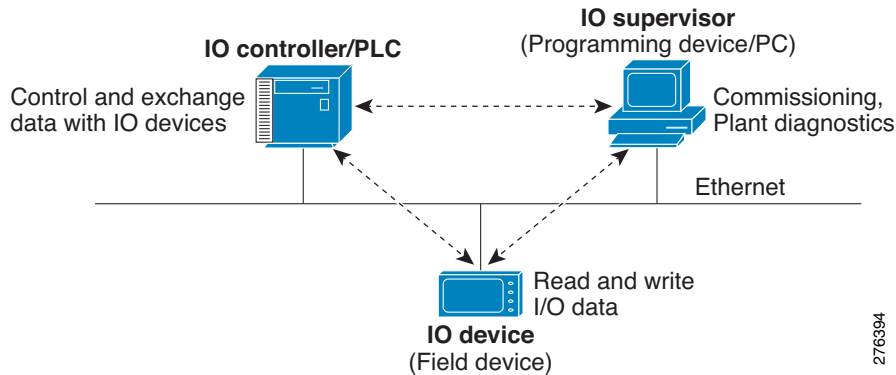 IO controller/PLC
Control and exchange
data with IO devices
IO supervisor
(Programming device/PC)
Commissioning,
Plant diagnostics
Ethernet
Read and write
I/O data
IO device
(Field device)
276394